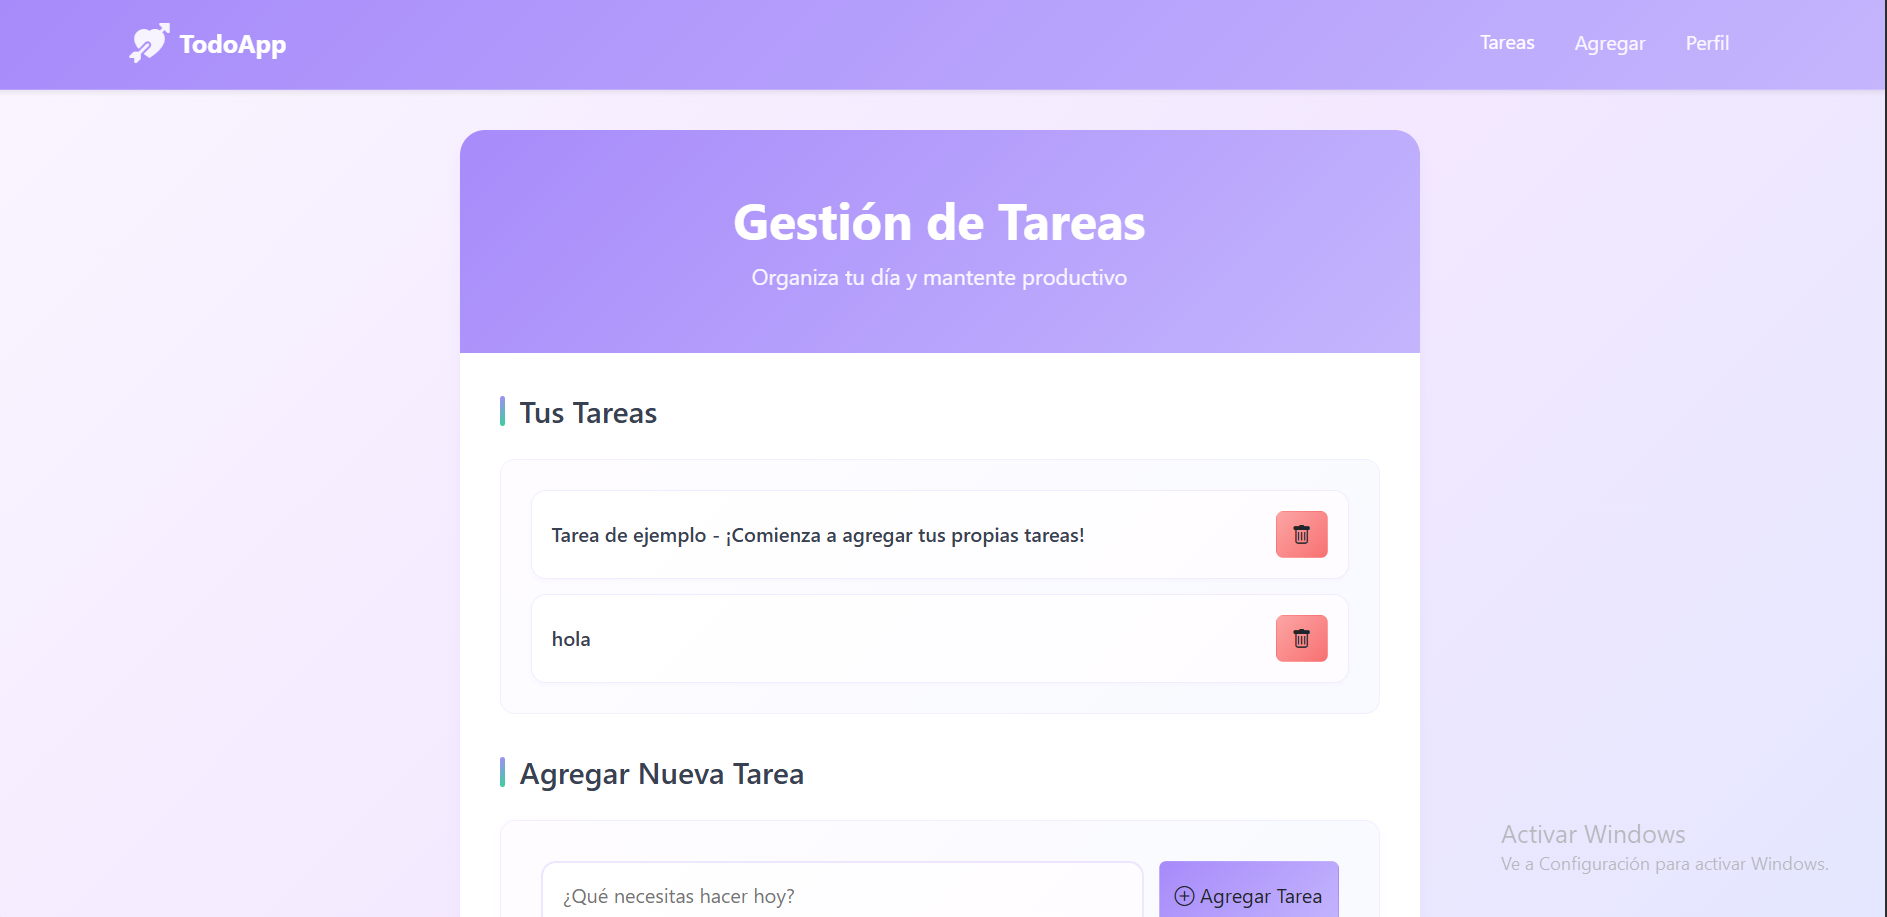 TodoApp
Tareas
Agregar
Perfil
Gestión de Tareas
Organiza tu día y mantente productivo
Tus Tareas
Tarea de ejemplo - ¡Comienza a agregar tus propias tareas!
hola
Agregar Nueva Tarea
¿Qué necesitas hacer hoy?
Agregar Tarea
Activar Windows
Ve a Configuración para activar Windows.